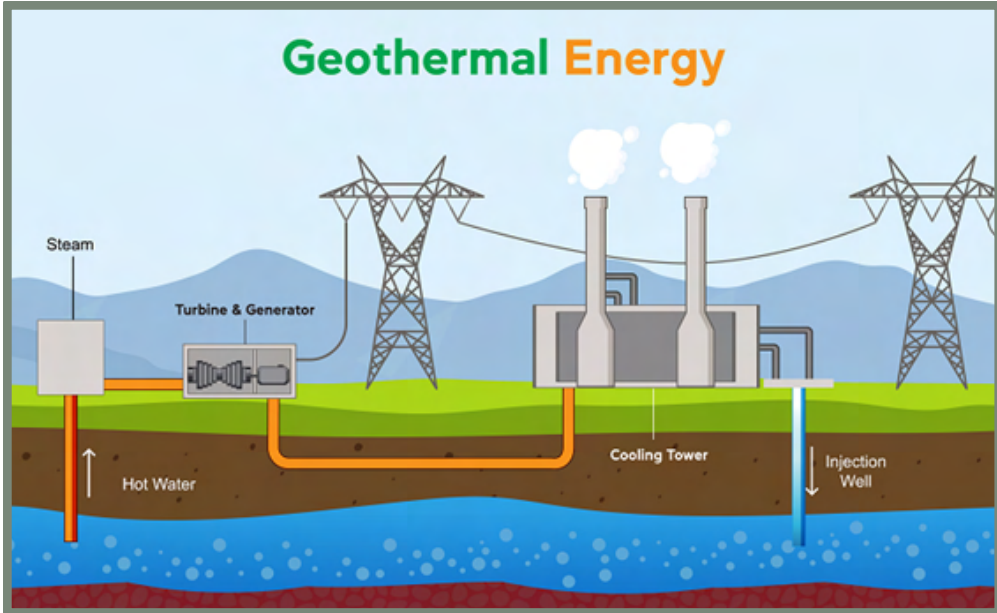 Geothermal Energy
Steam
Turbine & Generator
Hot Water
Cooling Tower
Injection
Well